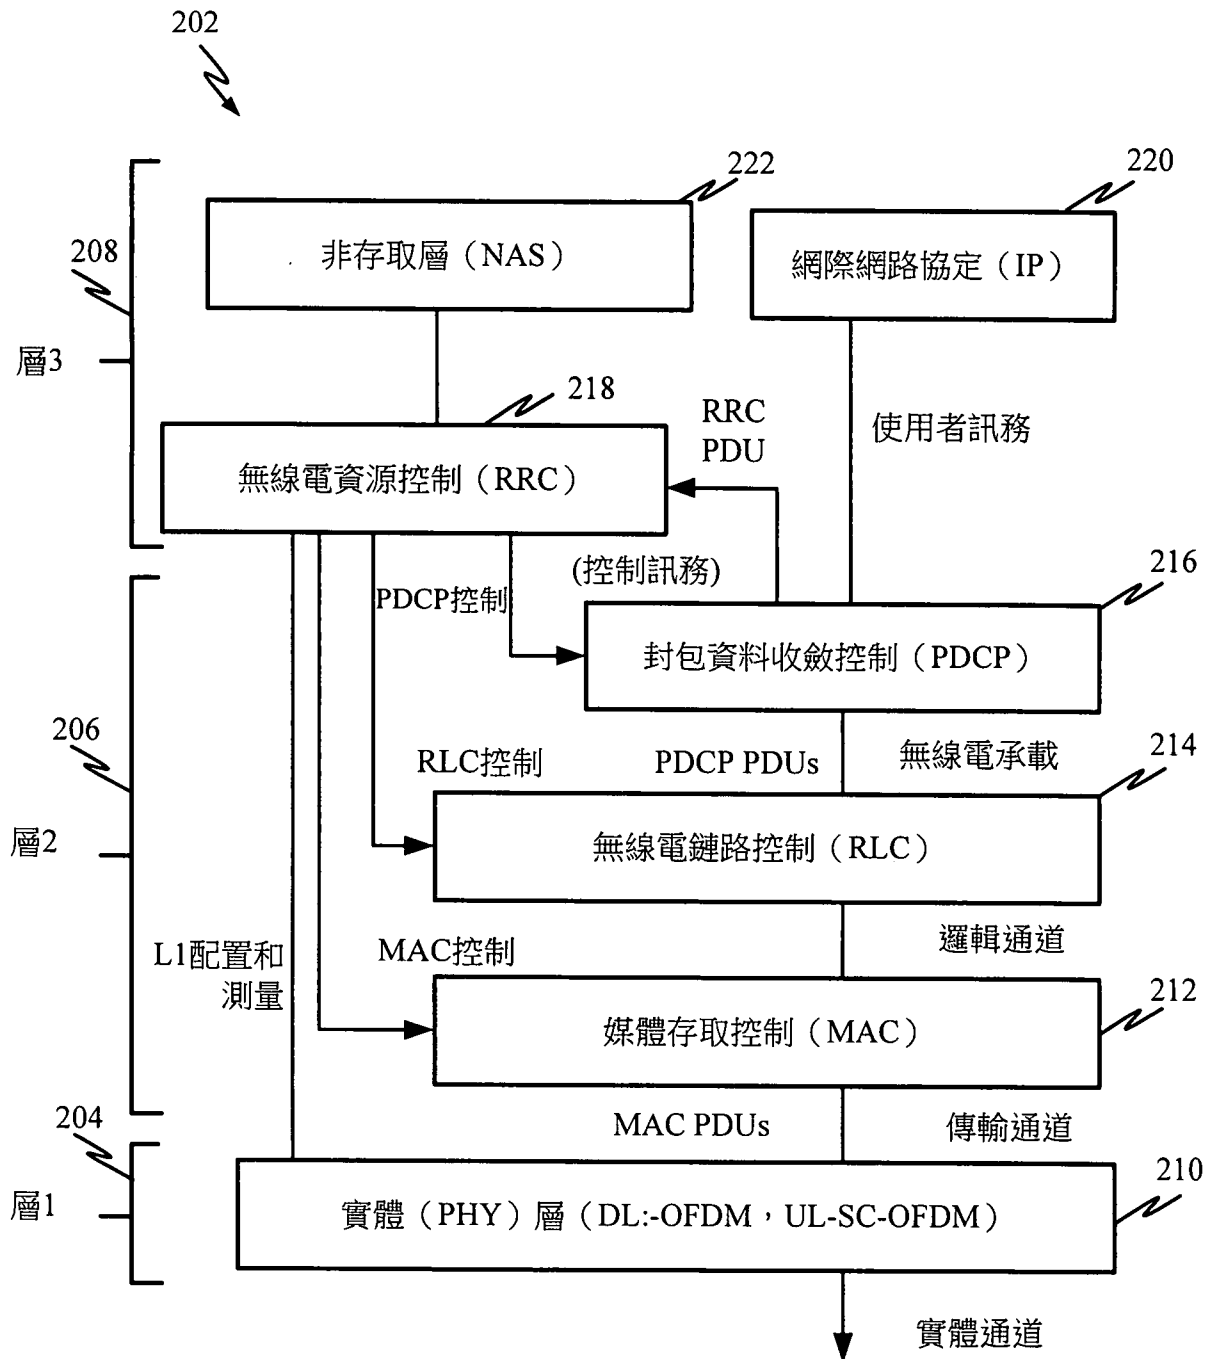 202
222
220
非存取層（NAS）
網際網路協定（IP）
208
層3
218
RRC
PDU
使用者訊務
無線電資源控制（RRC）
(控制訊務)
216
PDCP控制
封包資料收斂控制（PDCP）
206
RLC控制
PDCP PDUs
無線電承載
214
層2
無線電鏈路控制（RLC）
L1配置和
測量
MAC控制
邏輯通道
212
媒體存取控制（MAC）
204
MAC PDUs
傳輸通道
210
層1
實體（PHY）層（DL:-OFDM，UL-SC-OFDM）
實體通道